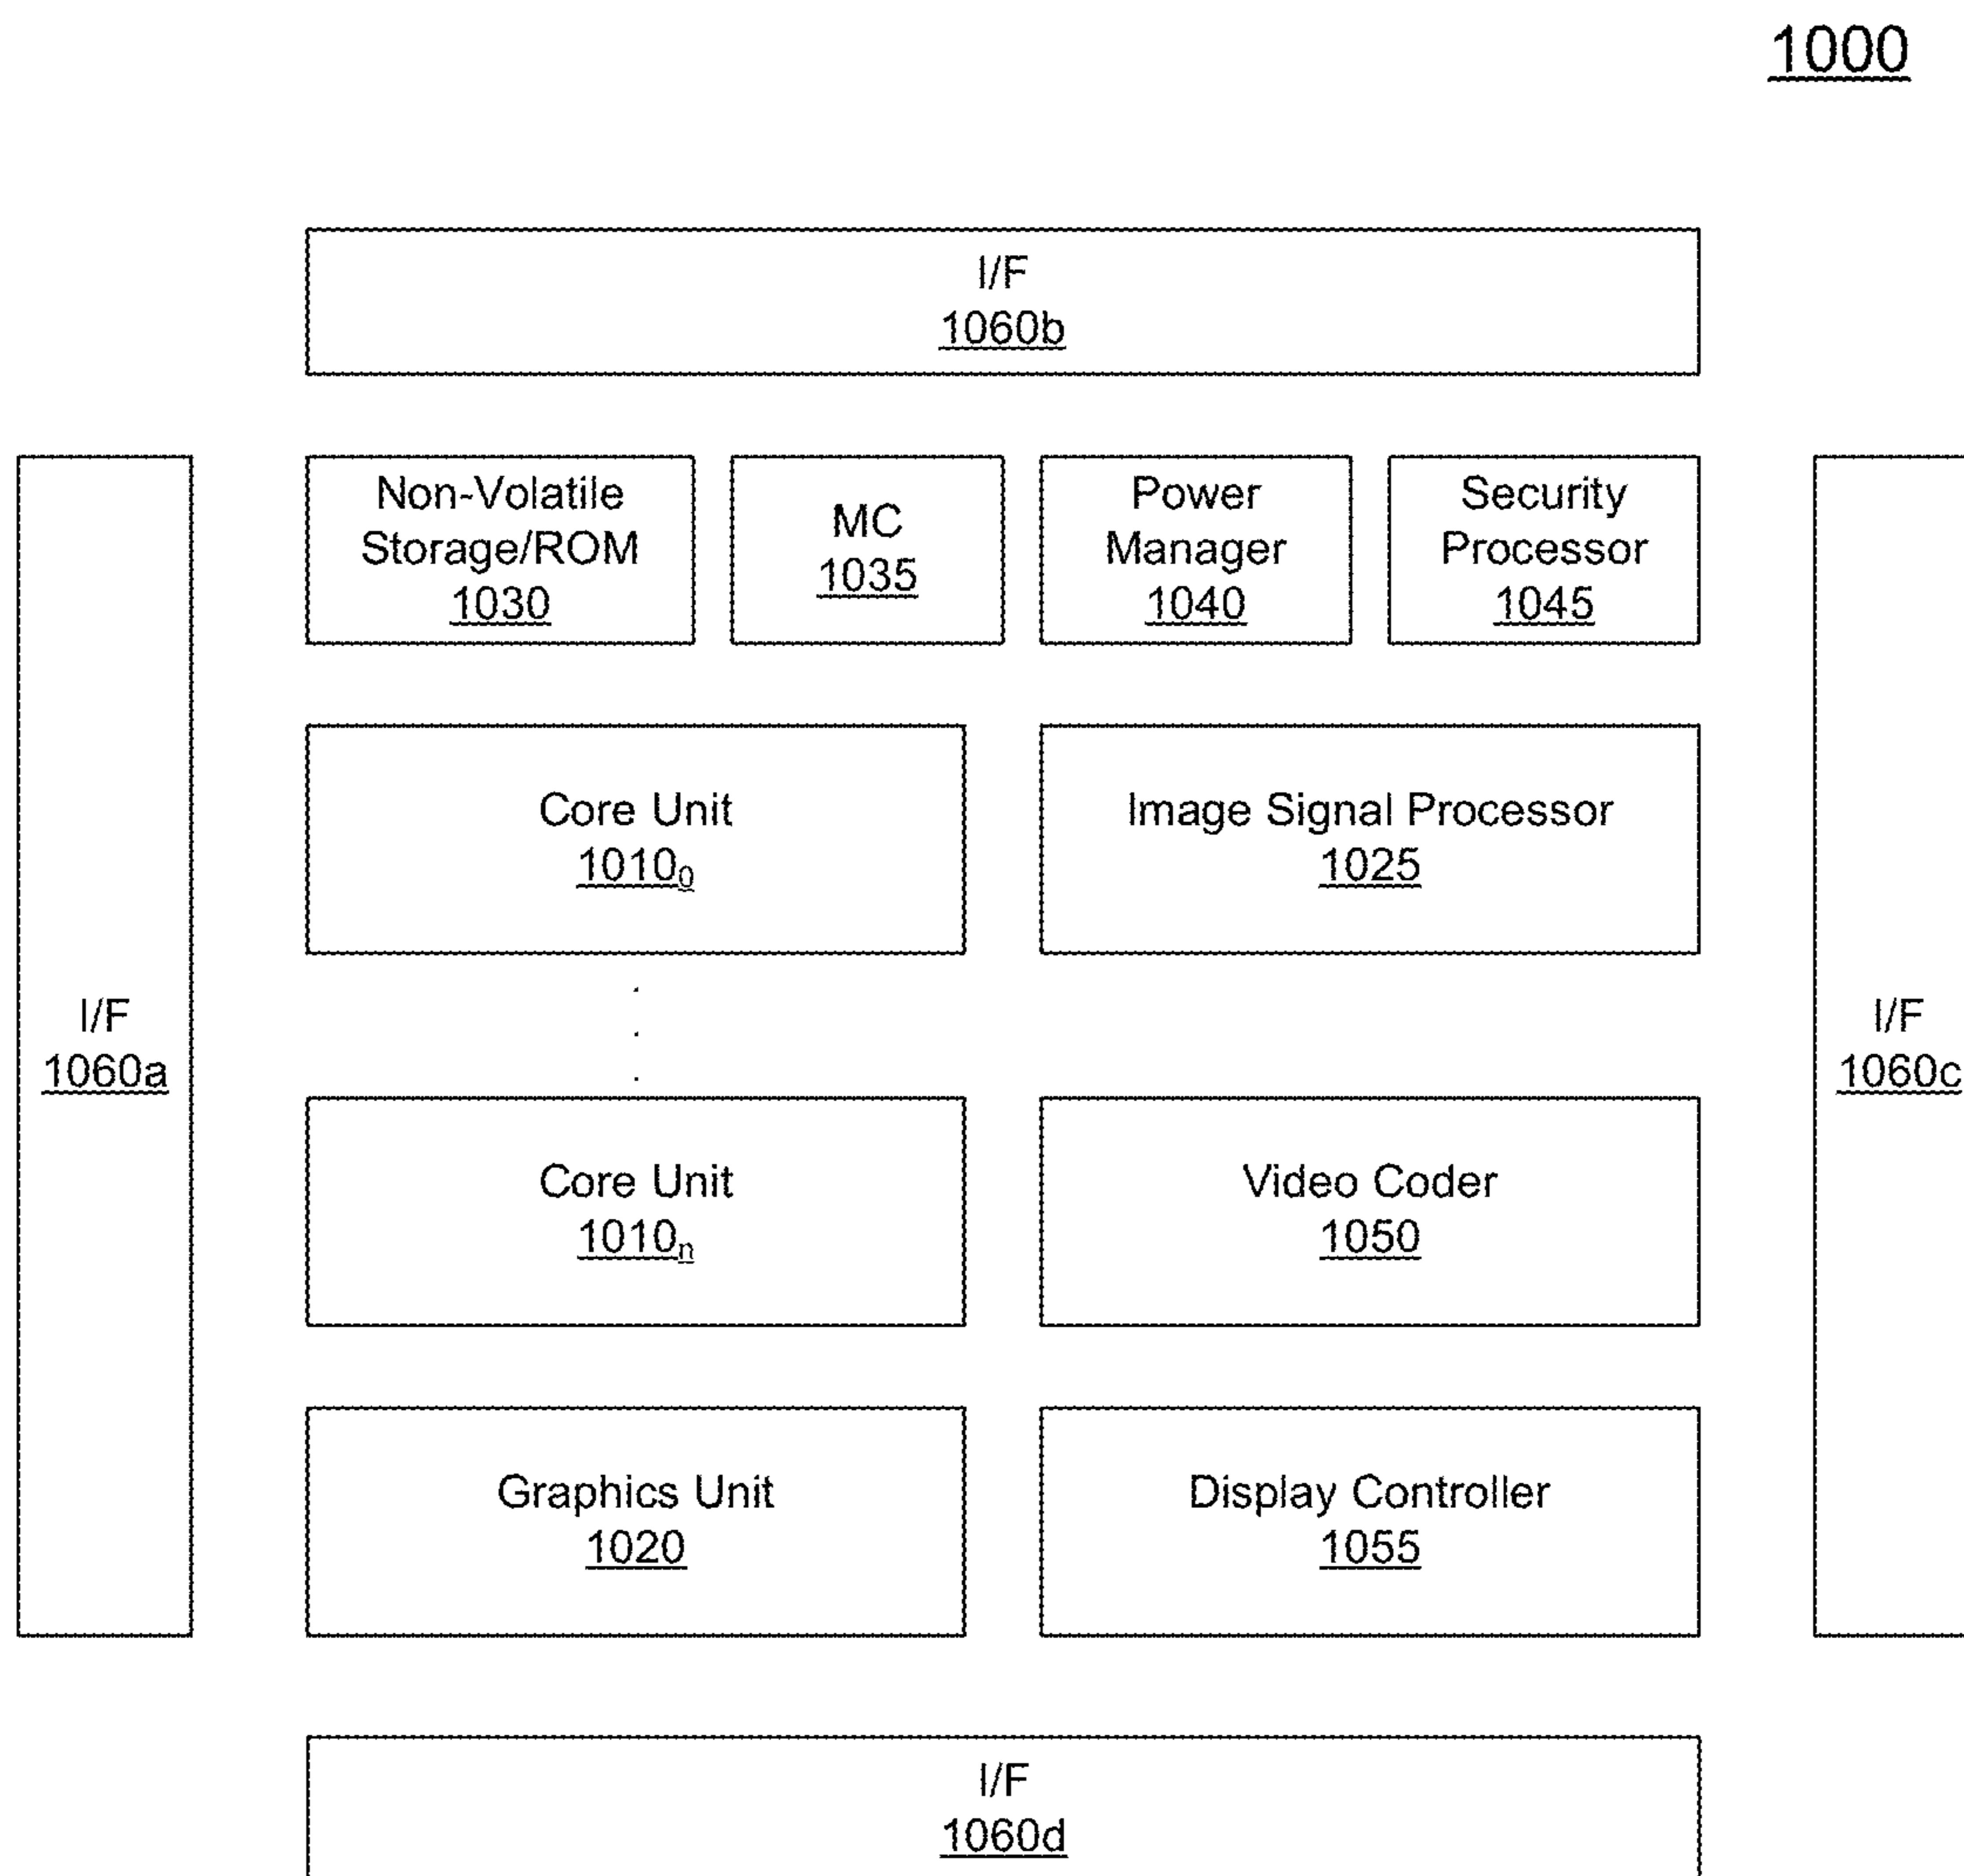 1000
I/F
1060b
Non-Volatile
Storage/ROM
1030
MC
1035
Power
Manager
1040
Security
Processor
1045
Core Unit
1010₀
Image Signal Processor
1025
I/F
1060a
I/F
1060c
Core Unit
1010ₙ
Video Coder
1050
Graphics Unit
1020
Display Controller
1055
I/F
1060d